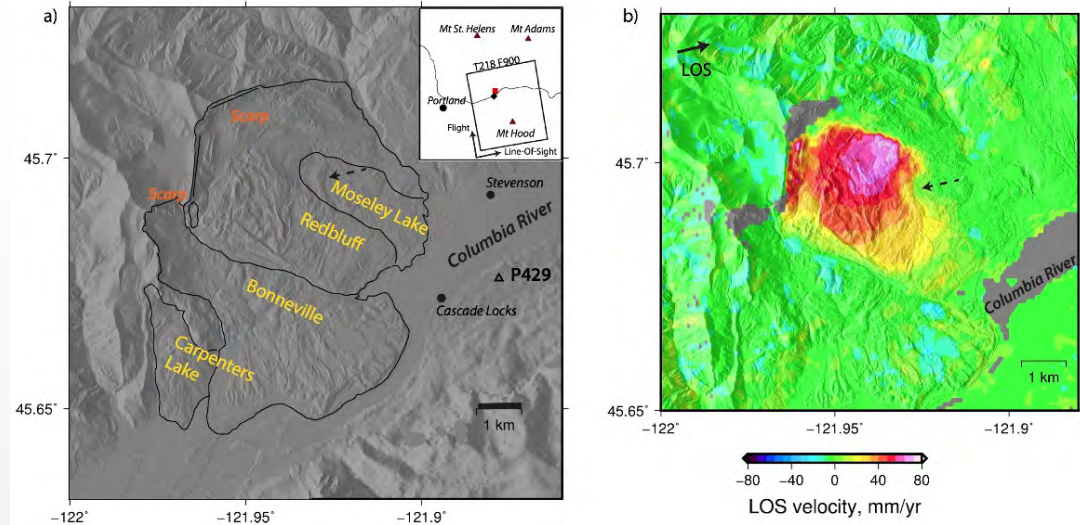 a)
Scarp
Scarp
Moseley Lake
Redbluff
Bonneville
Carpenters
Lake
Stevenson
Columbia River
P429
Cascade Locks
1 km
45.7°
45.65°
−122°
−121.95°
−121.9°
Mt St. Helens
Mt Adams
T218 F900
Portland
Mt Hood
Flight
Line-Of-Sight
b)
LOS
45.7°
45.65°
Columbia River
1 km
−122°
−121.95°
−121.9°
−80 −40 0 40 80
LOS velocity, mm/yr